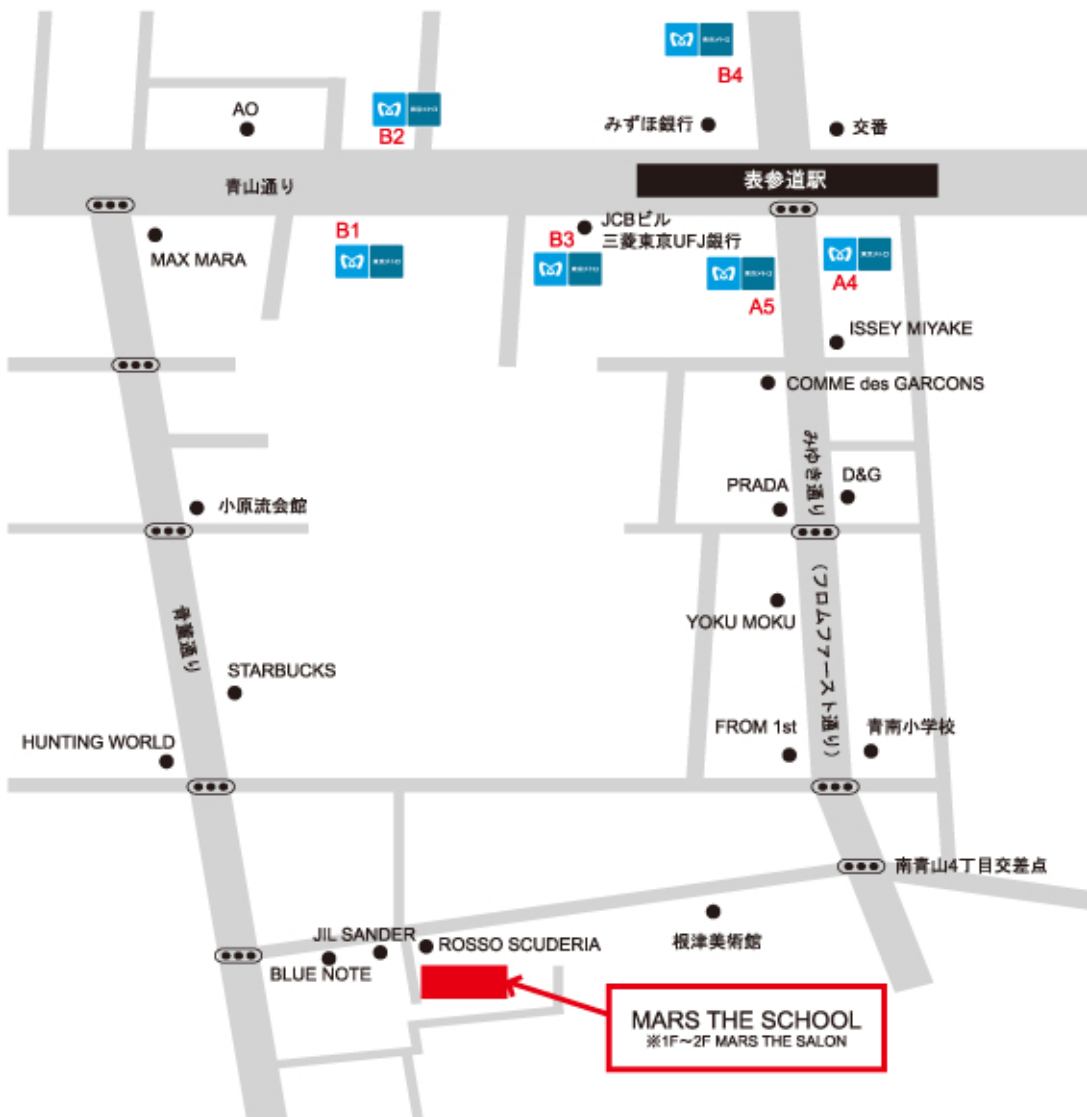 B4
AO
B2
みずほ銀行
交番
青山通り
表参道駅
MAX MARA
B1
B3
JCBビル
三菱東京UFJ銀行
A5
A4
ISSEY MIYAKE
COMME des GARCONS
みゆき通り
小原流会館
PRADA
D&G
(フロムファースト通り)
YOKU MOKU
骨董通り
STARBUCKS
HUNTING WORLD
FROM 1st
青南小学校
南青山4丁目交差点
JIL SANDER
ROSSO SCUDERIA
根津美術館
BLUE NOTE
MARS THE SCHOOL
※1F～2F MARS THE SALON